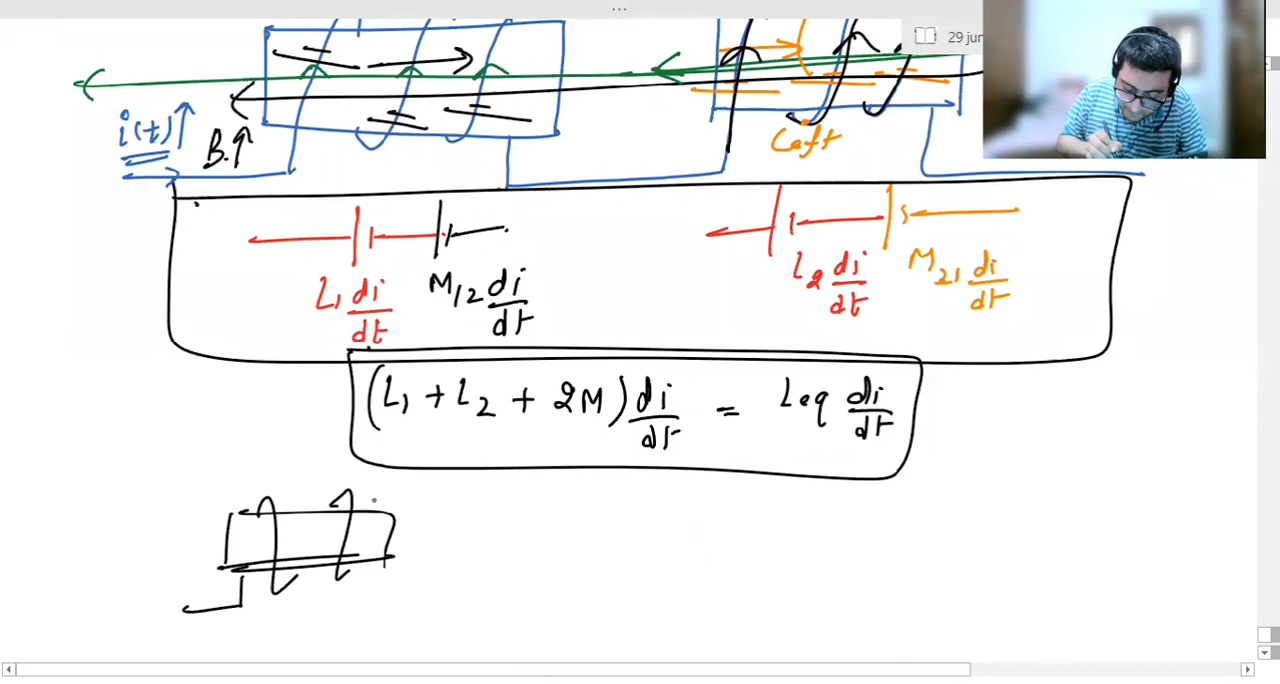 29 jun
i(t)↑
B.↑
Left
L1 di/dt
M12 di/dt
L2 di/dt
M21 di/dt
(L1 + L2 + 2M) di/dt = Leq di/dt